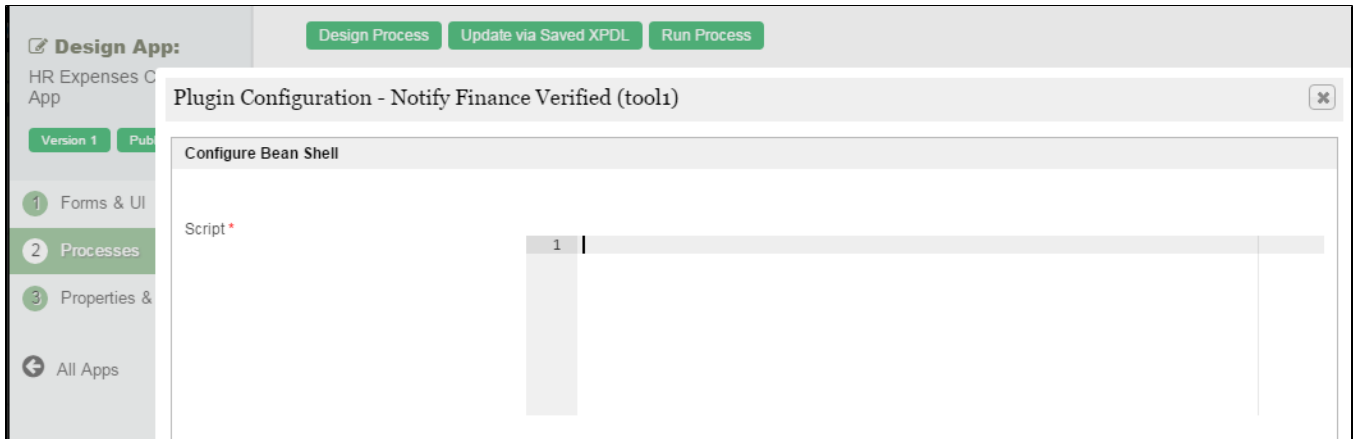 Design App:
HR Expenses C
App
Version 1
Publ
Design Process
Update via Saved XPDL
Run Process
Plugin Configuration - Notify Finance Verified (tool1)
Configure Bean Shell
1 Forms & UI
2 Processes
3 Properties &
All Apps
Script *
1